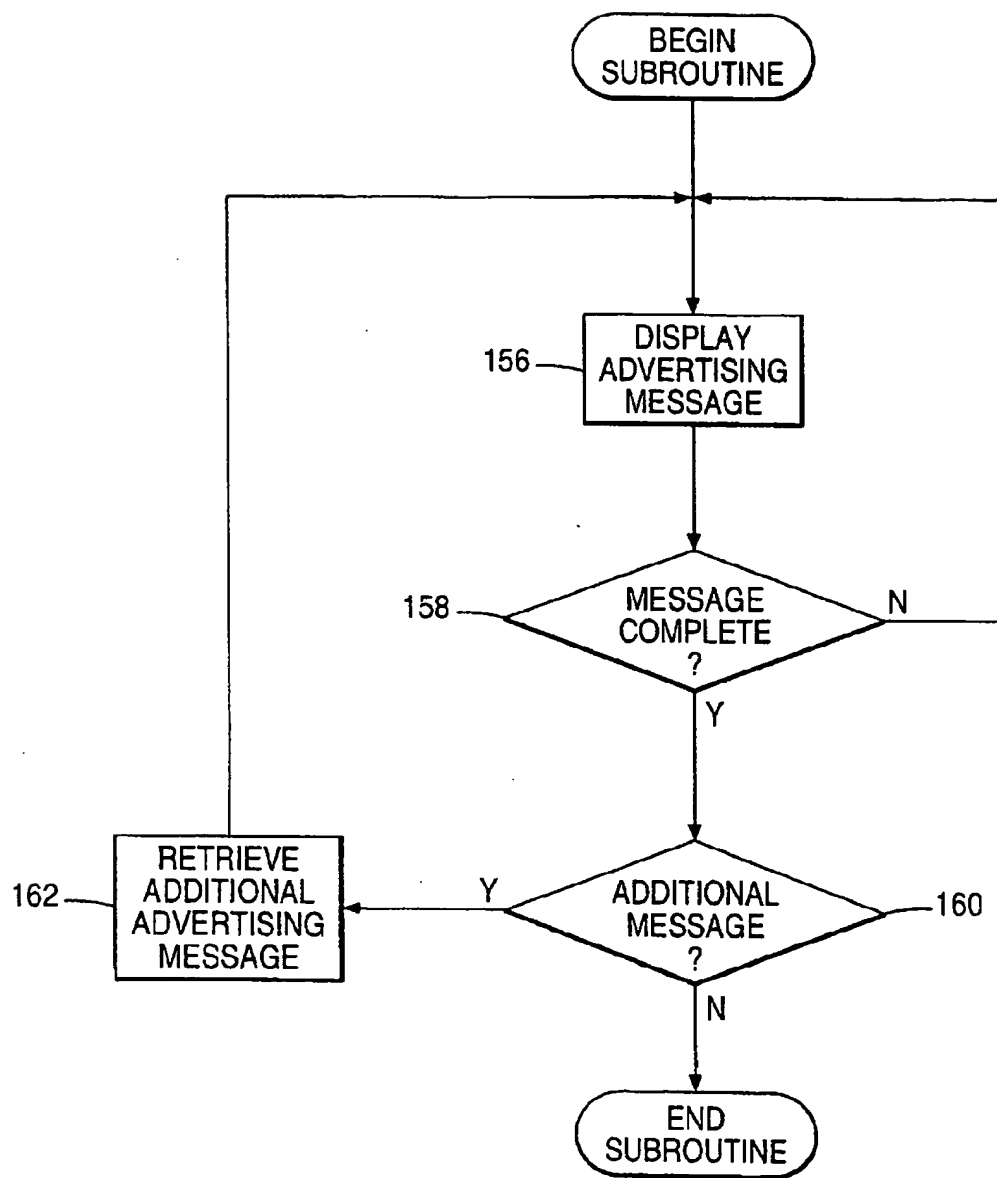 BEGIN
SUBROUTINE
156
DISPLAY
ADVERTISING
MESSAGE
158
MESSAGE
COMPLETE
?
N
Y
162
RETRIEVE
ADDITIONAL
ADVERTISING
MESSAGE
Y
ADDITIONAL
MESSAGE
?
160
N
END
SUBROUTINE